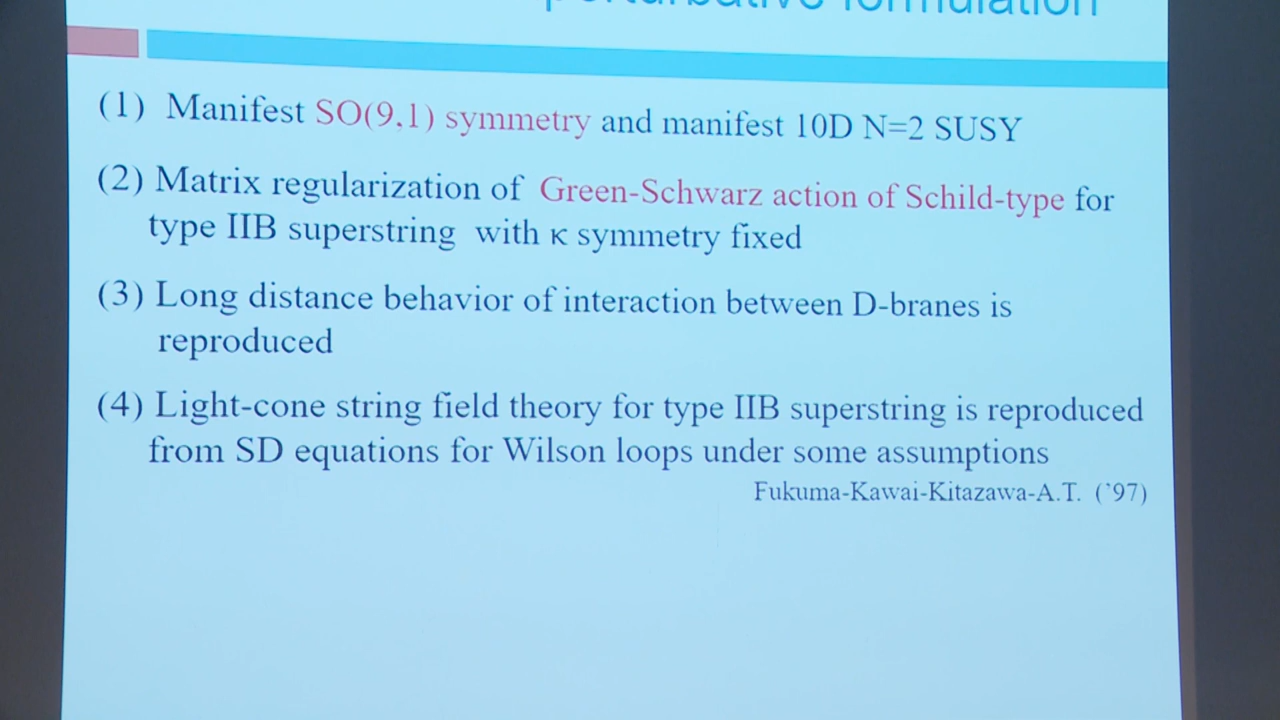 perturbative formulation
(1) Manifest SO(9,1) symmetry and manifest 10D N=2 SUSY
(2) Matrix regularization of Green-Schwarz action of Schild-type for
type IIB superstring with κ symmetry fixed
(3) Long distance behavior of interaction between D-branes is
reproduced
(4) Light-cone string field theory for type IIB superstring is reproduced
from SD equations for Wilson loops under some assumptions
Fukuma-Kawai-Kitazawa-A.T. ('97)